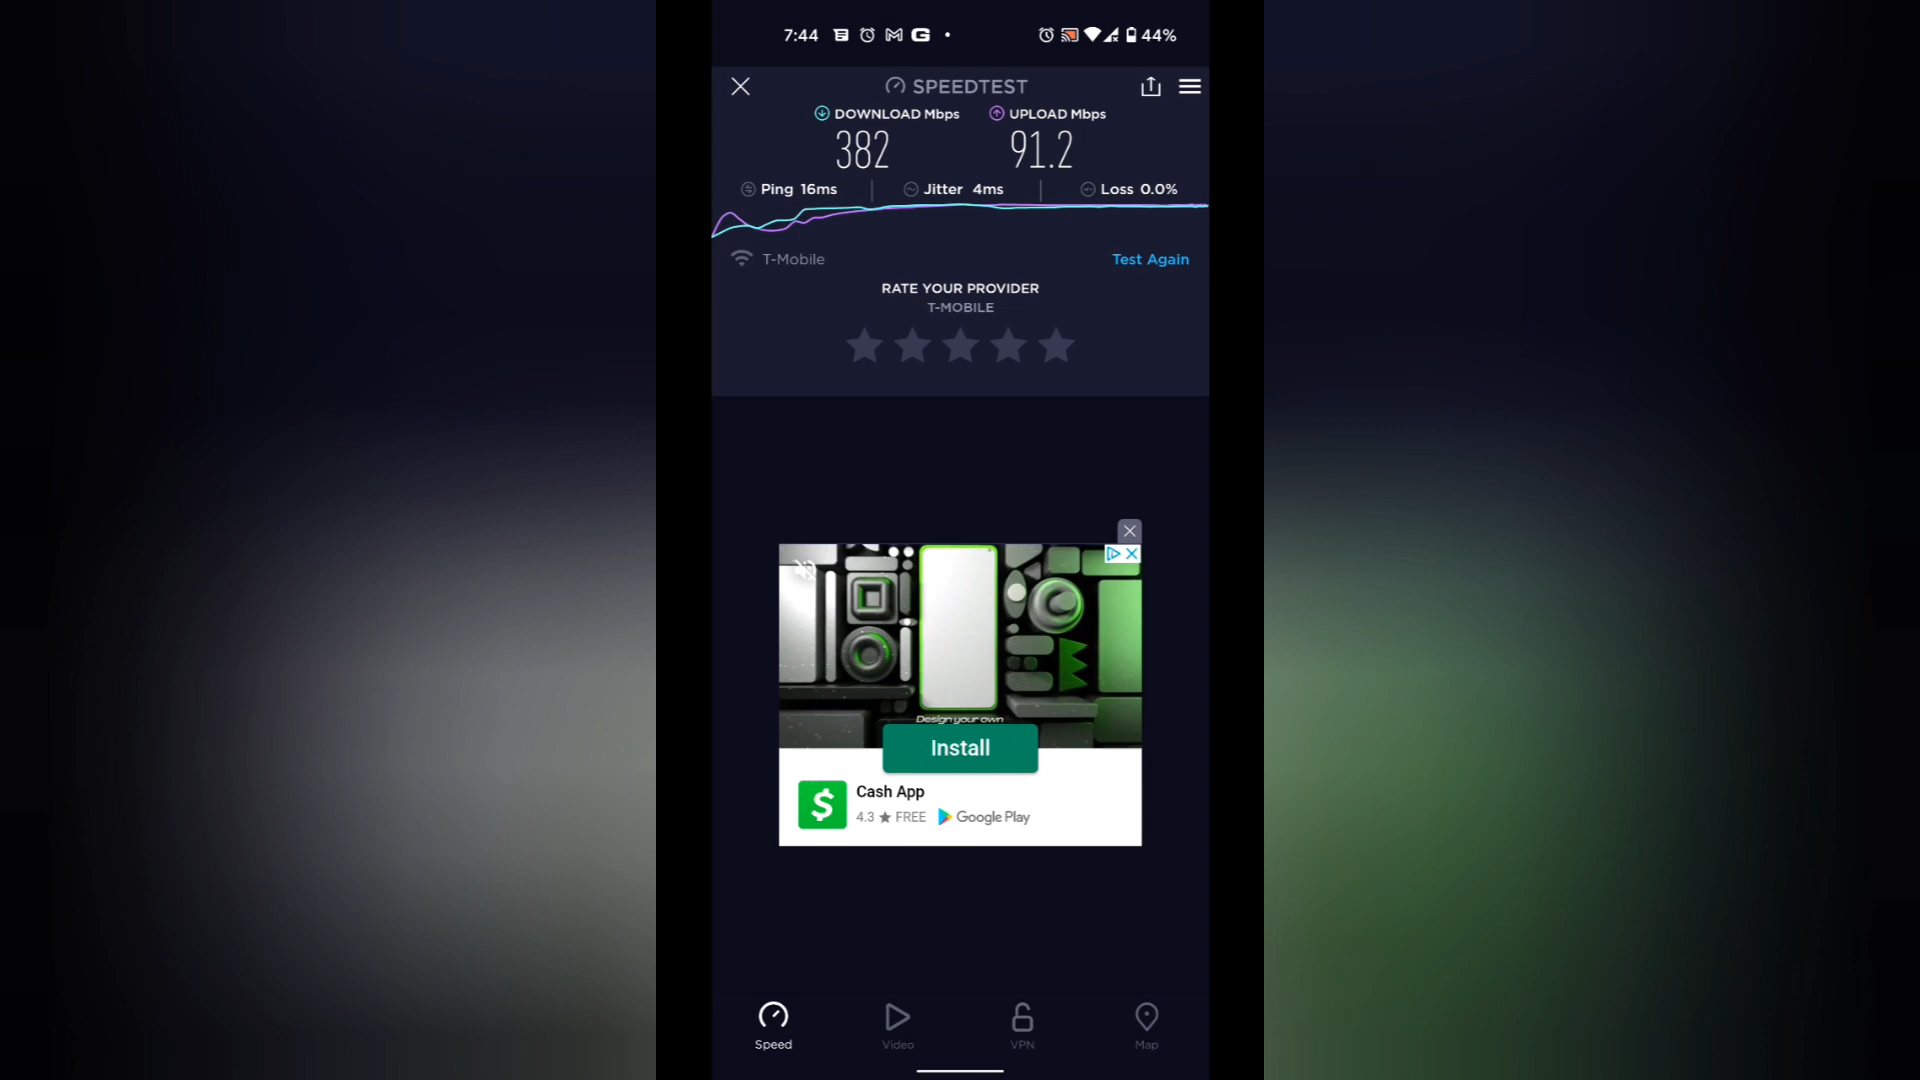 7:44
44%
SPEEDTEST
DOWNLOAD Mbps
UPLOAD Mbps
382
91.2
Ping 16ms
Jitter 4ms
Loss 0.0%
T-Mobile
Test Again
RATE YOUR PROVIDER
T-MOBILE
Design your own
Install
Cash App
4.3 ★ FREE
Google Play
Speed
Video
VPN
Map